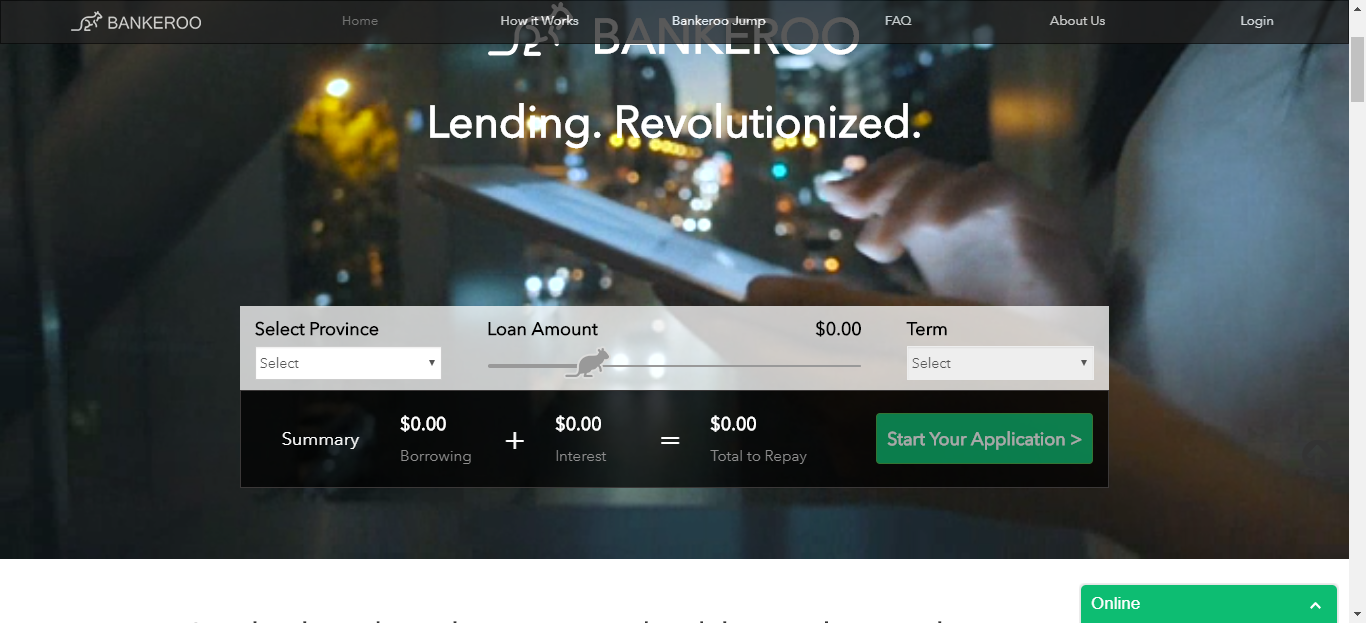 BANKEROO
Home
How it Works
Bankeroo Jump
FAQ
About Us
Login
BANKEROO
Lending. Revolutionized.
Select Province
Loan Amount
$0.00
Term
Select
Select
Summary
$0.00
+
$0.00
=
$0.00
Borrowing
Interest
Total to Repay
Start Your Application >
Online